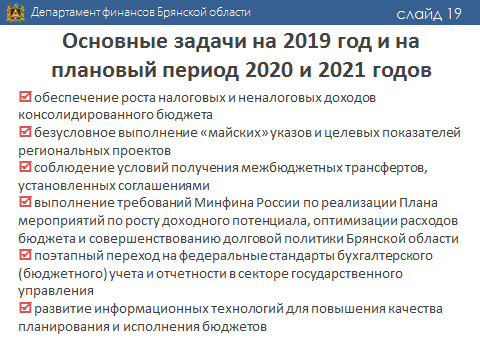 Департамент финансов Брянской области
слайд 19
Основные задачи на 2019 год и на
плановый период 2020 и 2021 годов
обеспечение роста налоговых и неналоговых доходов
консолидированного бюджета
безусловное выполнение «майских» указов и целевых показателей
региональных проектов
соблюдение условий получения межбюджетных трансфертов,
установленных соглашениями
выполнение требований Минфина России по реализации Плана
мероприятий по росту доходного потенциала, оптимизации расходов
бюджета и совершенствованию долговой политики Брянской области
поэтапный переход на федеральные стандарты бухгалтерского
(бюджетного) учета и отчетности в секторе государственного
управления
развитие информационных технологий для повышения качества
планирования и исполнения бюджетов